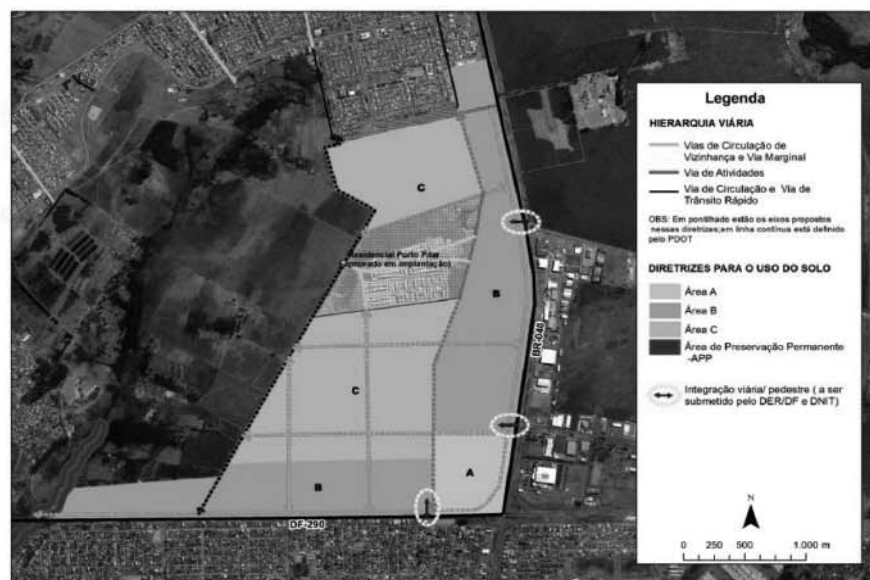 Legenda
HIERARQUIA VIÁRIA
Vias de Circulação de
Vizinhança e Via Marginal
Via de Atividades
Via de Circulação e Via de
Trânsito Rápido
OBS: Em pontilhado estão os eixos propostos
nessas diretrizes;em linha contínua está definido
pelo PDOT
DIRETRIZES PARA O USO DO SOLO
Área A
Área B
Área C
Área de Preservação Permanente
-APP
Integração viária/ pedestre ( a ser
submetido pelo DER/DF e DNIT)
N
0 250 500 1.000 m
C
Residencial Porto Pilar
(aprovado em implantação)
B
BR-040
C
A
B
DF-290